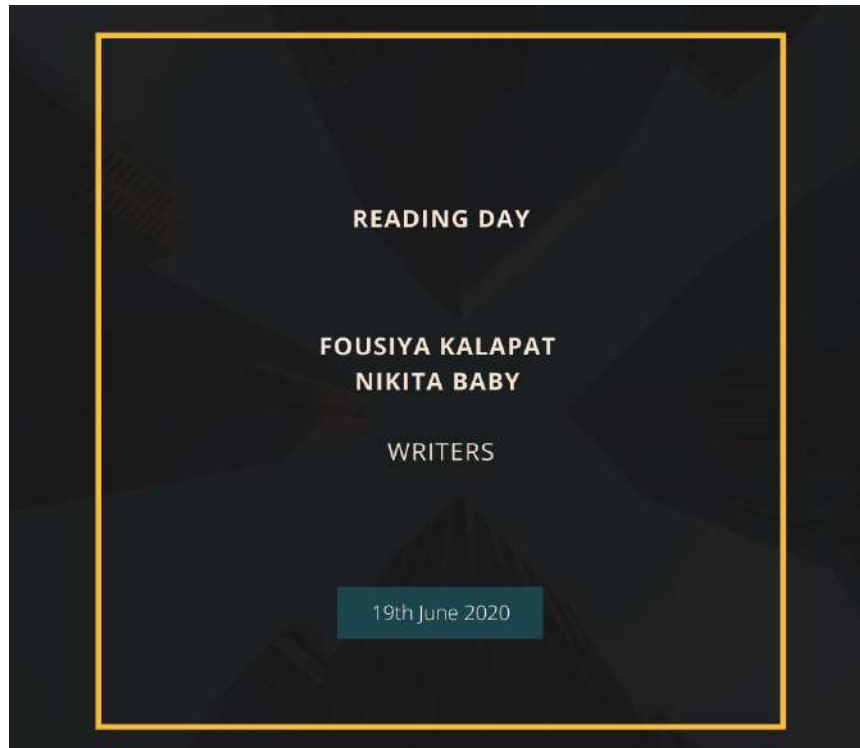 READING DAY
FOUSIYA KALAPAT
NIKITA BABY
WRITERS
19th June 2020